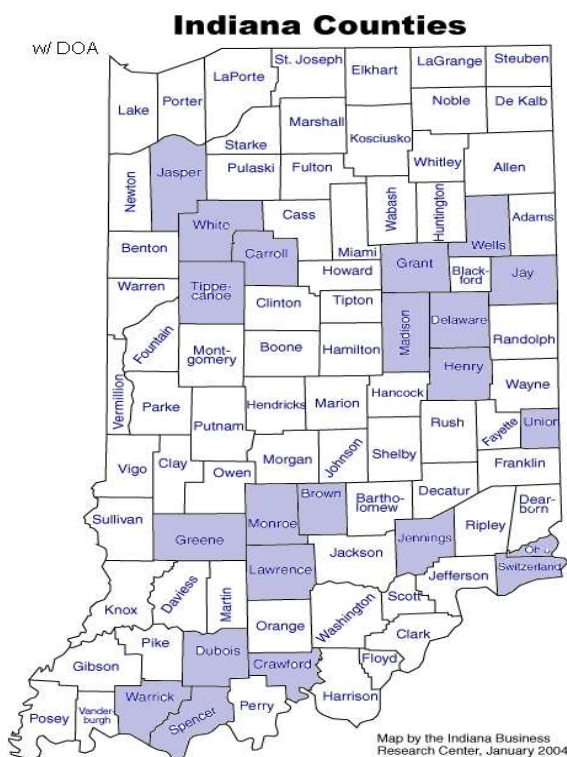 Indiana Counties
w/ DOA
St. Joseph
LaGrange
Steuben
Elkhart
LaPorte
Lake
Porter
Noble
De Kalb
Marshall
Kosciusko
Starke
Whitley
Allen
Jasper
Pulaski
Fulton
Newton
Wabash
Huntington
Adams
White
Cass
Wells
Benton
Carroll
Miami
Grant
Howard
Black-
ford
Jay
Warren
Tippe-
canoe
Clinton
Tipton
Madison
Delaware
Fountain
Mont-
gomery
Boone
Hamilton
Randolph
Henry
Wayne
Vermillion
Parke
Putnam
Hendricks
Marion
Hancock
Rush
Fayette
Union
Vigo
Clay
Owen
Morgan
Johnson
Shelby
Franklin
Decatur
Sullivan
Monroe
Brown
Bartho-
lomew
Dear-
born
Ripley
Greene
Jennings
Ohio
Jackson
Lawrence
Switzerland
Jefferson
Knox
Daviess
Martin
Orange
Washington
Scott
Clark
Pike
Dubois
Crawford
Floyd
Gibson
Harrison
Posey
Vander-
burgh
Warrick
Spencer
Perry
Map by the Indiana Business
Research Center, January 2004